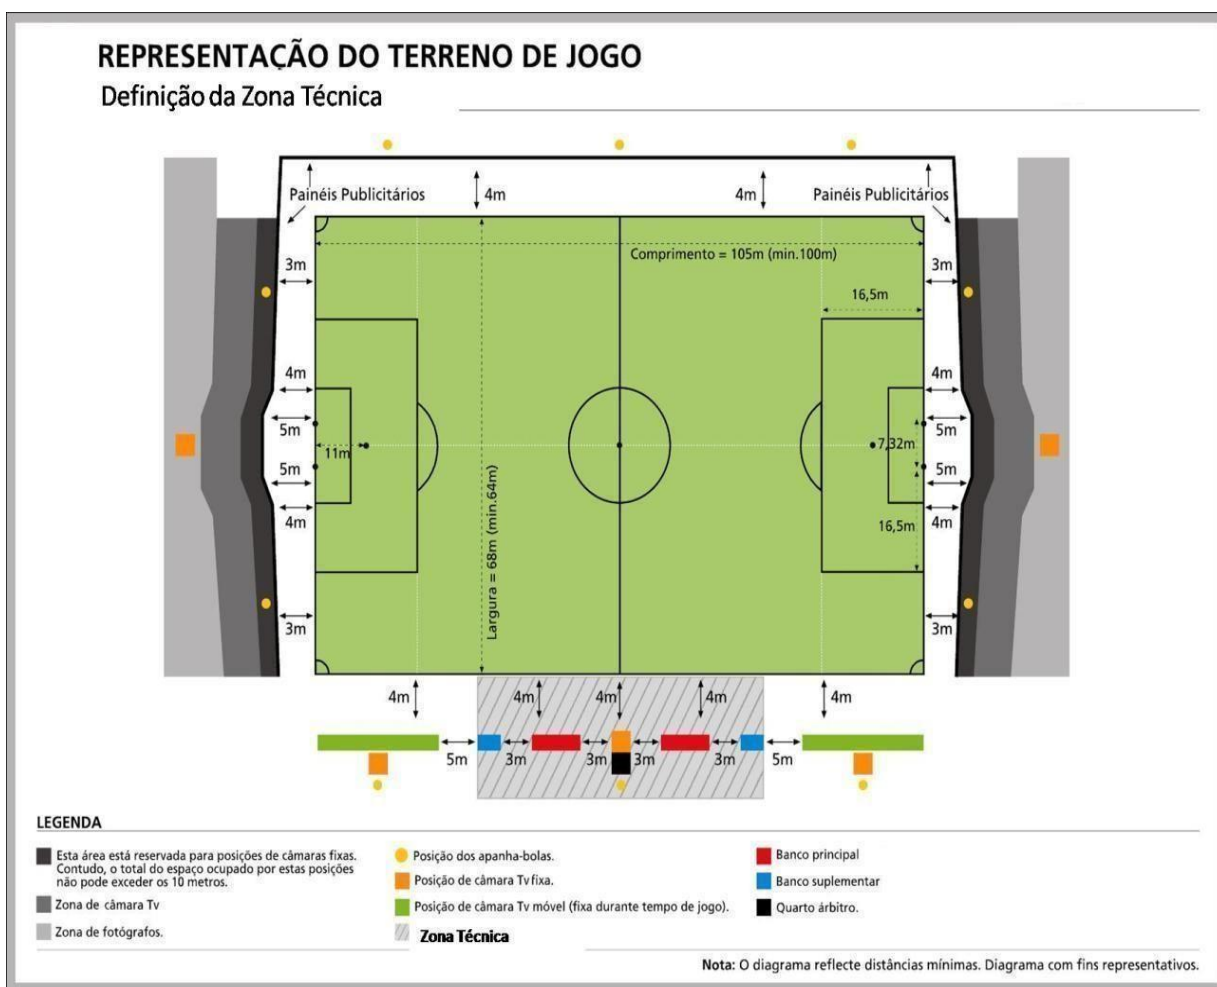 REPRESENTAÇÃO DO TERRENO DE JOGO
Definição da Zona Técnica
Painéis Publicitários
4m
4m
Painéis Publicitários
Comprimento = 105m (min.100m)
3m
3m
16,5m
4m
4m
5m
5m
11m
7,32m
5m
5m
4m
4m
16,5m
Largura = 68m (min.64m)
3m
3m
4m
4m
4m
4m
4m
5m
3m
3m
3m
3m
5m
LEGENDA
Esta área está reservada para posições de câmaras fixas.
Contudo, o total do espaço ocupado por estas posições
não pode exceder os 10 metros.
Zona de câmara Tv
Zona de fotógrafos.
Posição dos apanha-bolas.
Posição de câmara Tv fixa.
Posição de câmara Tv móvel (fixa durante tempo de jogo).
Zona Técnica
Banco principal
Banco suplementar
Quarto árbitro.
Nota: O diagrama reflecte distâncias mínimas. Diagrama com fins representativos.